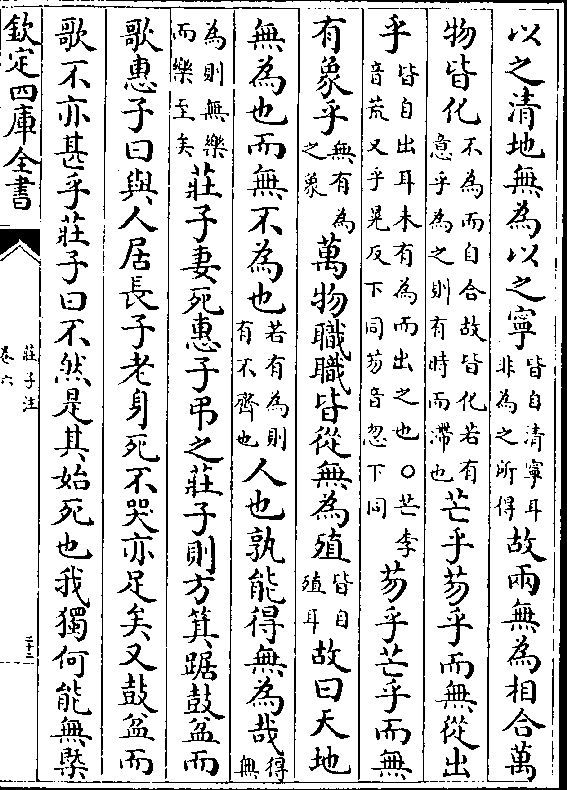 以之清地無為以之寧皆自清寧耳非為之所得故兩無為相合萬
物皆化不為而自合故皆化若有意乎為之則有時而滯也芒乎芴乎而無從出
乎皆自出耳未有為而出之也○芒李音荒又乎晃反下同芴音忽下同芴乎芒乎而無
有象乎無有為之象萬物職職皆從無為殖皆自殖耳故曰天地
無為也而無不為也若有為則有不齊也人也孰能得無為哉得無
為則無樂而樂至矣莊子妻死惠子弔之莊子則方箕踞鼓盆而
歌惠子曰與人居長子老身死不哭亦足矣又鼓盆而
歌不亦甚乎莊子曰不然是其始死也我獨何能無槩
欽定四庫全書
莊子注
卷六
二十三